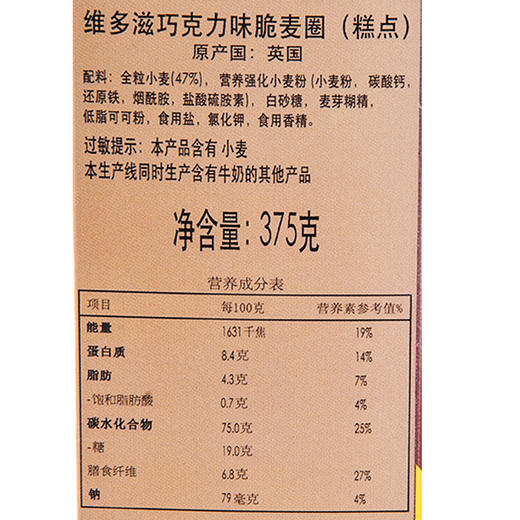 维多滋巧克力味脆麦圈（糕点）
原产国：英国
配料：全粒小麦(47%)，营养强化小麦粉（小麦粉，碳酸钙，
还原铁，烟酰胺，盐酸硫胺素），白砂糖，麦芽糊精，
低脂可可粉，食用盐，氯化钾，食用香精。
过敏提示：本产品含有 小麦
本生产线同时生产含有牛奶的其他产品
净含量：375克
营养成分表
项目 每100克 营养素参考值%
能量 1631千焦 19%
蛋白质 8.4克 14%
脂肪 4.3克 7%
-饱和脂肪酸 0.7克 4%
碳水化合物 75.0克 25%
-糖 19.0克
膳食纤维 6.8克 27%
钠 79毫克 4%